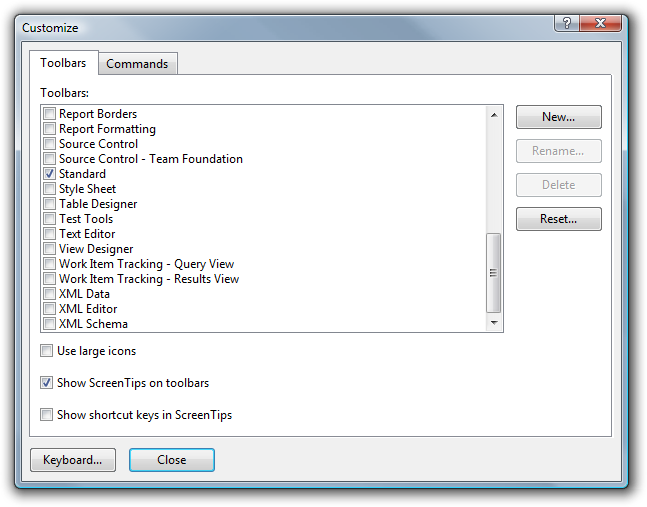 Customize
Toolbars
Commands
Toolbars:
Report Borders
Report Formatting
Source Control
Source Control - Team Foundation
Standard
Style Sheet
Table Designer
Test Tools
Text Editor
View Designer
Work Item Tracking - Query View
Work Item Tracking - Results View
XML Data
XML Editor
XML Schema
New...
Rename...
Delete
Reset...
Use large icons
Show ScreenTips on toolbars
Show shortcut keys in ScreenTips
Keyboard...
Close